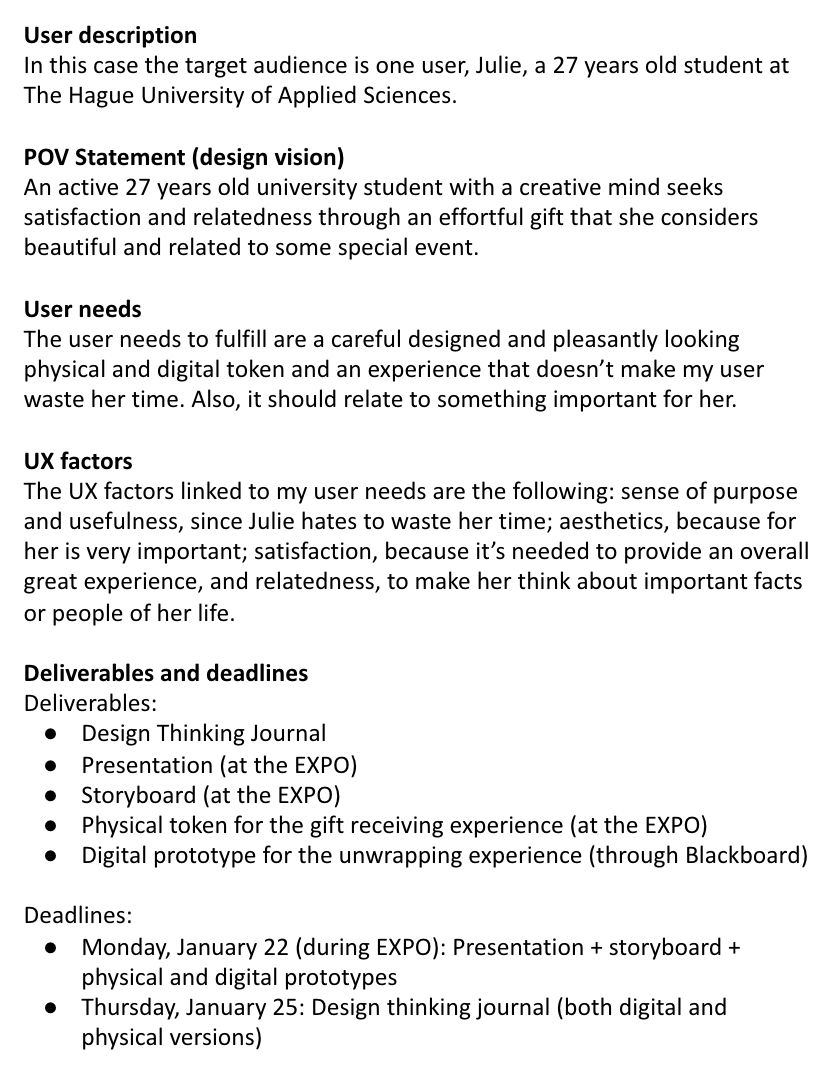 User description
In this case the target audience is one user, Julie, a 27 years old student at
The Hague University of Applied Sciences.
POV Statement (design vision)
An active 27 years old university student with a creative mind seeks
satisfaction and relatedness through an effortful gift that she considers
beautiful and related to some special event.
User needs
The user needs to fulfill are a careful designed and pleasantly looking
physical and digital token and an experience that doesn’t make my user
waste her time. Also, it should relate to something important for her.
UX factors
The UX factors linked to my user needs are the following: sense of purpose
and usefulness, since Julie hates to waste her time; aesthetics, because for
her is very important; satisfaction, because it’s needed to provide an overall
great experience, and relatedness, to make her think about important facts
or people of her life.
Deliverables and deadlines
Deliverables:
● Design Thinking Journal
● Presentation (at the EXPO)
● Storyboard (at the EXPO)
● Physical token for the gift receiving experience (at the EXPO)
● Digital prototype for the unwrapping experience (through Blackboard)
Deadlines:
● Monday, January 22 (during EXPO): Presentation + storyboard +
physical and digital prototypes
● Thursday, January 25: Design thinking journal (both digital and
physical versions)